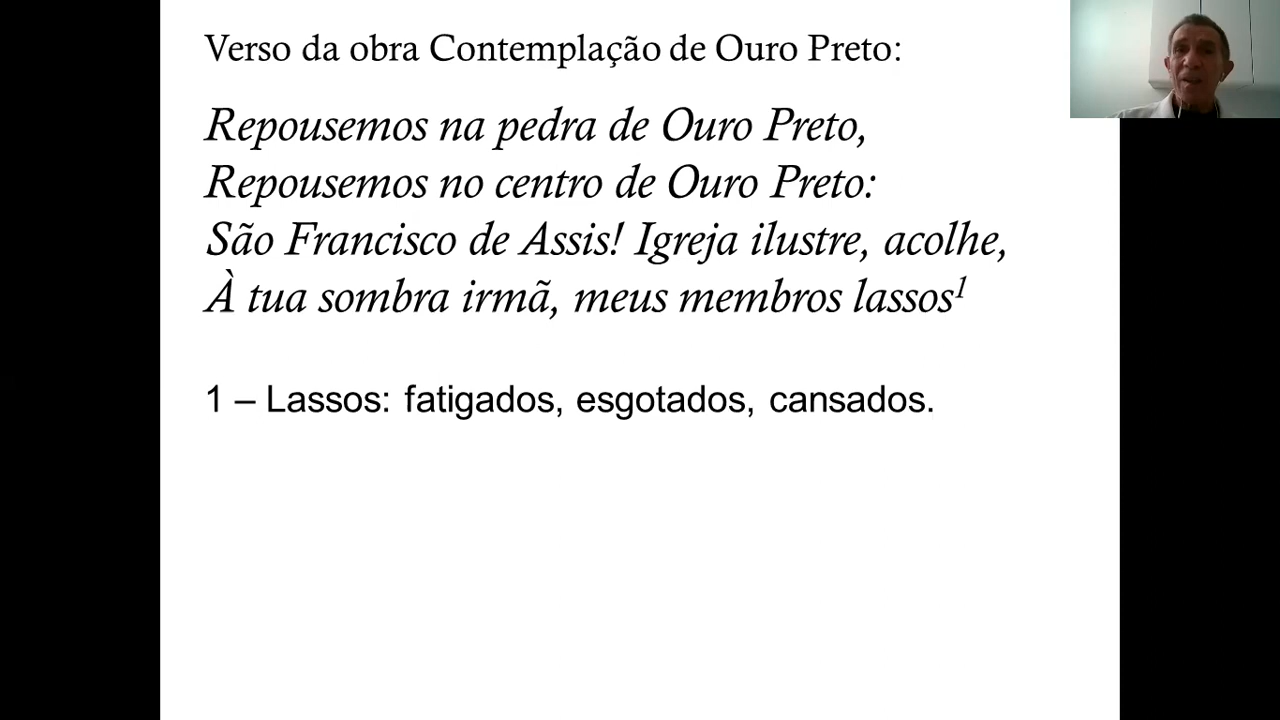 Verso da obra Contemplação de Ouro Preto:
Repousemos na pedra de Ouro Preto,
Repousemos no centro de Ouro Preto:
São Francisco de Assis! Igreja ilustre, acolhe,
À tua sombra irmã, meus membros lassos¹
1 – Lassos: fatigados, esgotados, cansados.